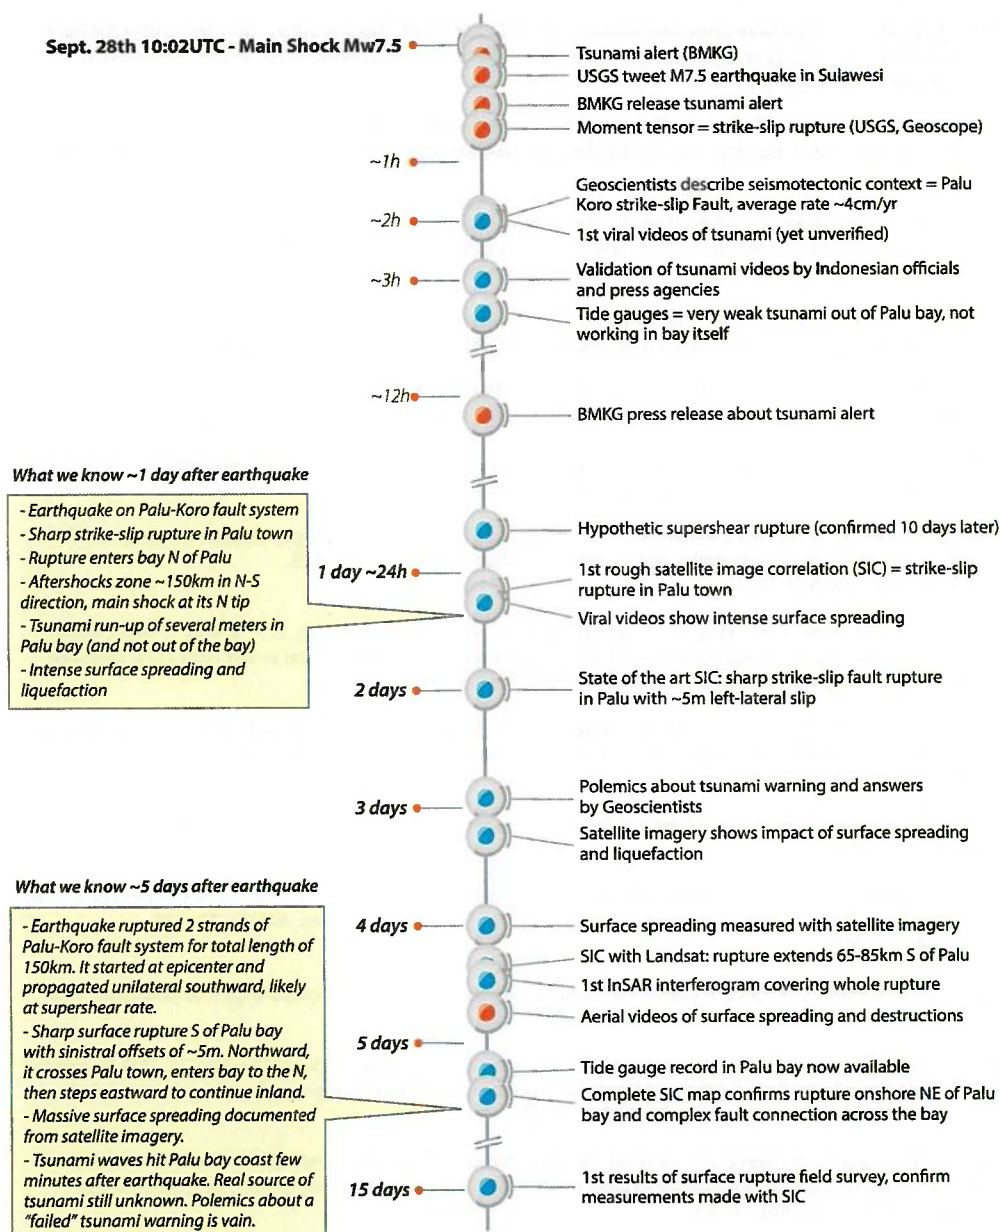 Sept. 28th 10:02UTC - Main Shock Mw7.5
Tsunami alert (BMKG)
USGS tweet M7.5 earthquake in Sulawesi
BMKG release tsunami alert
Moment tensor = strike-slip rupture (USGS, Geoscope)
~1h
Geoscientists describe seismotectonic context = Palu
Koro strike-slip Fault, average rate ~4cm/yr
~2h
1st viral videos of tsunami (yet unverified)
~3h
Validation of tsunami videos by Indonesian officials
and press agencies
Tide gauges = very weak tsunami out of Palu bay, not
working in bay itself
~12h
BMKG press release about tsunami alert
What we know ~1 day after earthquake
- Earthquake on Palu-Koro fault system
- Sharp strike-slip rupture in Palu town
- Rupture enters bay N of Palu
- Aftershocks zone ~150km in N-S
direction, main shock at its N tip
- Tsunami run-up of several meters in
Palu bay (and not out of the bay)
- Intense surface spreading and
liquefaction
Hypothetic supershear rupture (confirmed 10 days later)
1 day ~24h
1st rough satellite image correlation (SIC) = strike-slip
rupture in Palu town
Viral videos show intense surface spreading
2 days
State of the art SIC: sharp strike-slip fault rupture
in Palu with ~5m left-lateral slip
3 days
Polemics about tsunami warning and answers
by Geoscientists
Satellite imagery shows impact of surface spreading
and liquefaction
What we know ~5 days after earthquake
- Earthquake ruptured 2 strands of
Palu-Koro fault system for total length of
150km. It started at epicenter and
propagated unilateral southward, likely
at supershear rate.
- Sharp surface rupture S of Palu bay
with sinistral offsets of ~5m. Northward,
it crosses Palu town, enters bay to the N,
then steps eastward to continue inland.
- Massive surface spreading documented
from satellite imagery.
- Tsunami waves hit Palu bay coast few
minutes after earthquake. Real source of
tsunami still unknown. Polemics about a
"failed" tsunami warning is vain.
4 days
Surface spreading measured with satellite imagery
SIC with Landsat: rupture extends 65-85km S of Palu
1st InSAR interferogram covering whole rupture
Aerial videos of surface spreading and destructions
5 days
Tide gauge record in Palu bay now available
Complete SIC map confirms rupture onshore NE of Palu
bay and complex fault connection across the bay
15 days
1st results of surface rupture field survey, confirm
measurements made with SIC